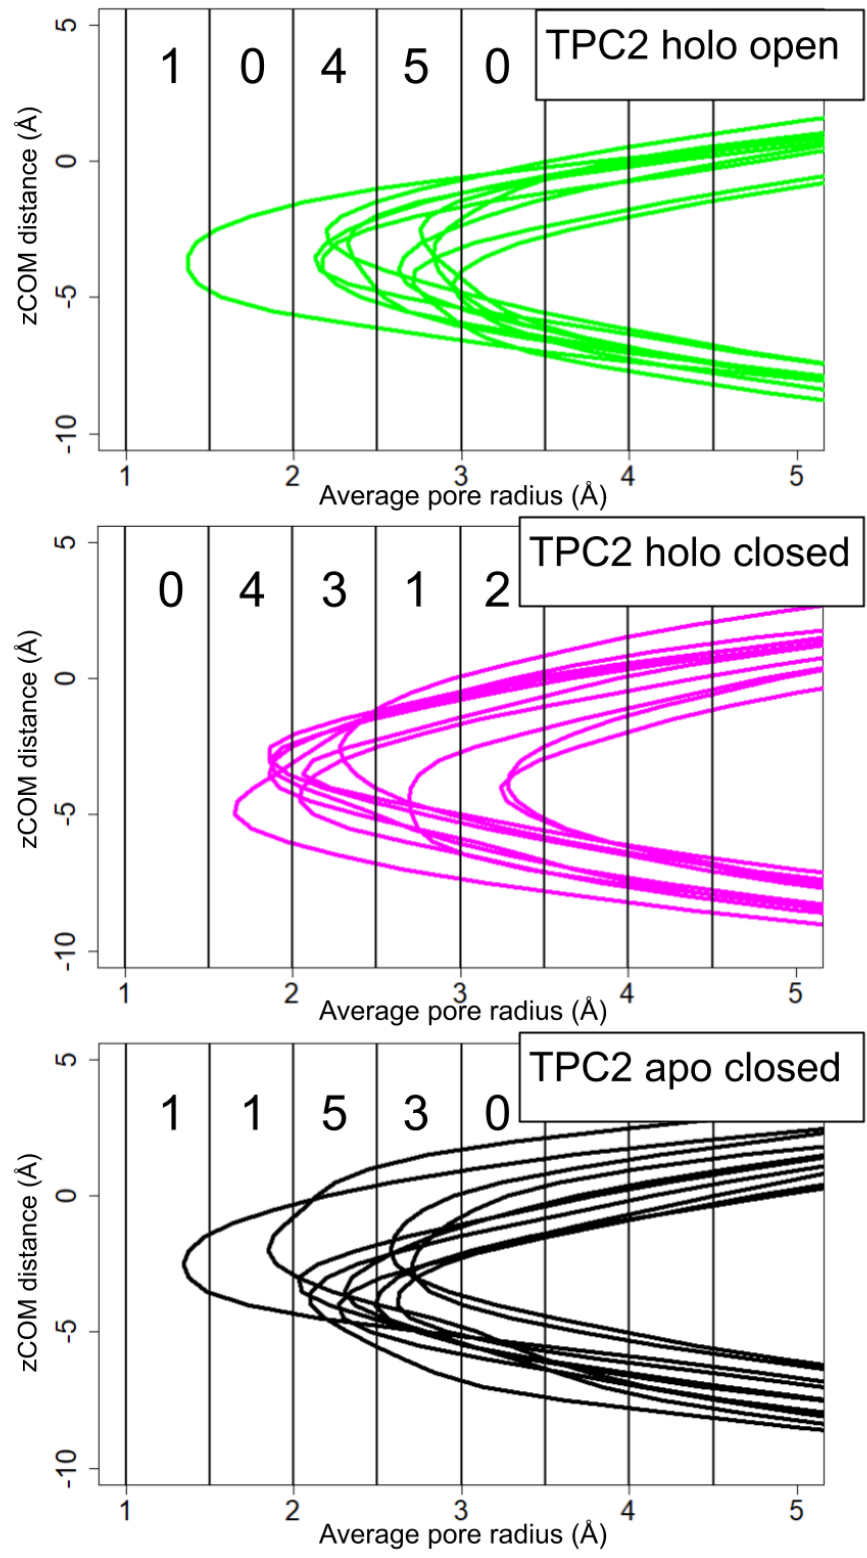 TPC2 holo open
1 0 4 5 0
5
0
-5
-10
zCOM distance (Å)
1 2 3 4 5
Average pore radius (Å)
TPC2 holo closed
0 4 3 1 2
5
0
-5
-10
zCOM distance (Å)
1 2 3 4 5
Average pore radius (Å)
TPC2 apo closed
1 1 5 3 0
5
0
-5
-10
zCOM distance (Å)
1 2 3 4 5
Average pore radius (Å)